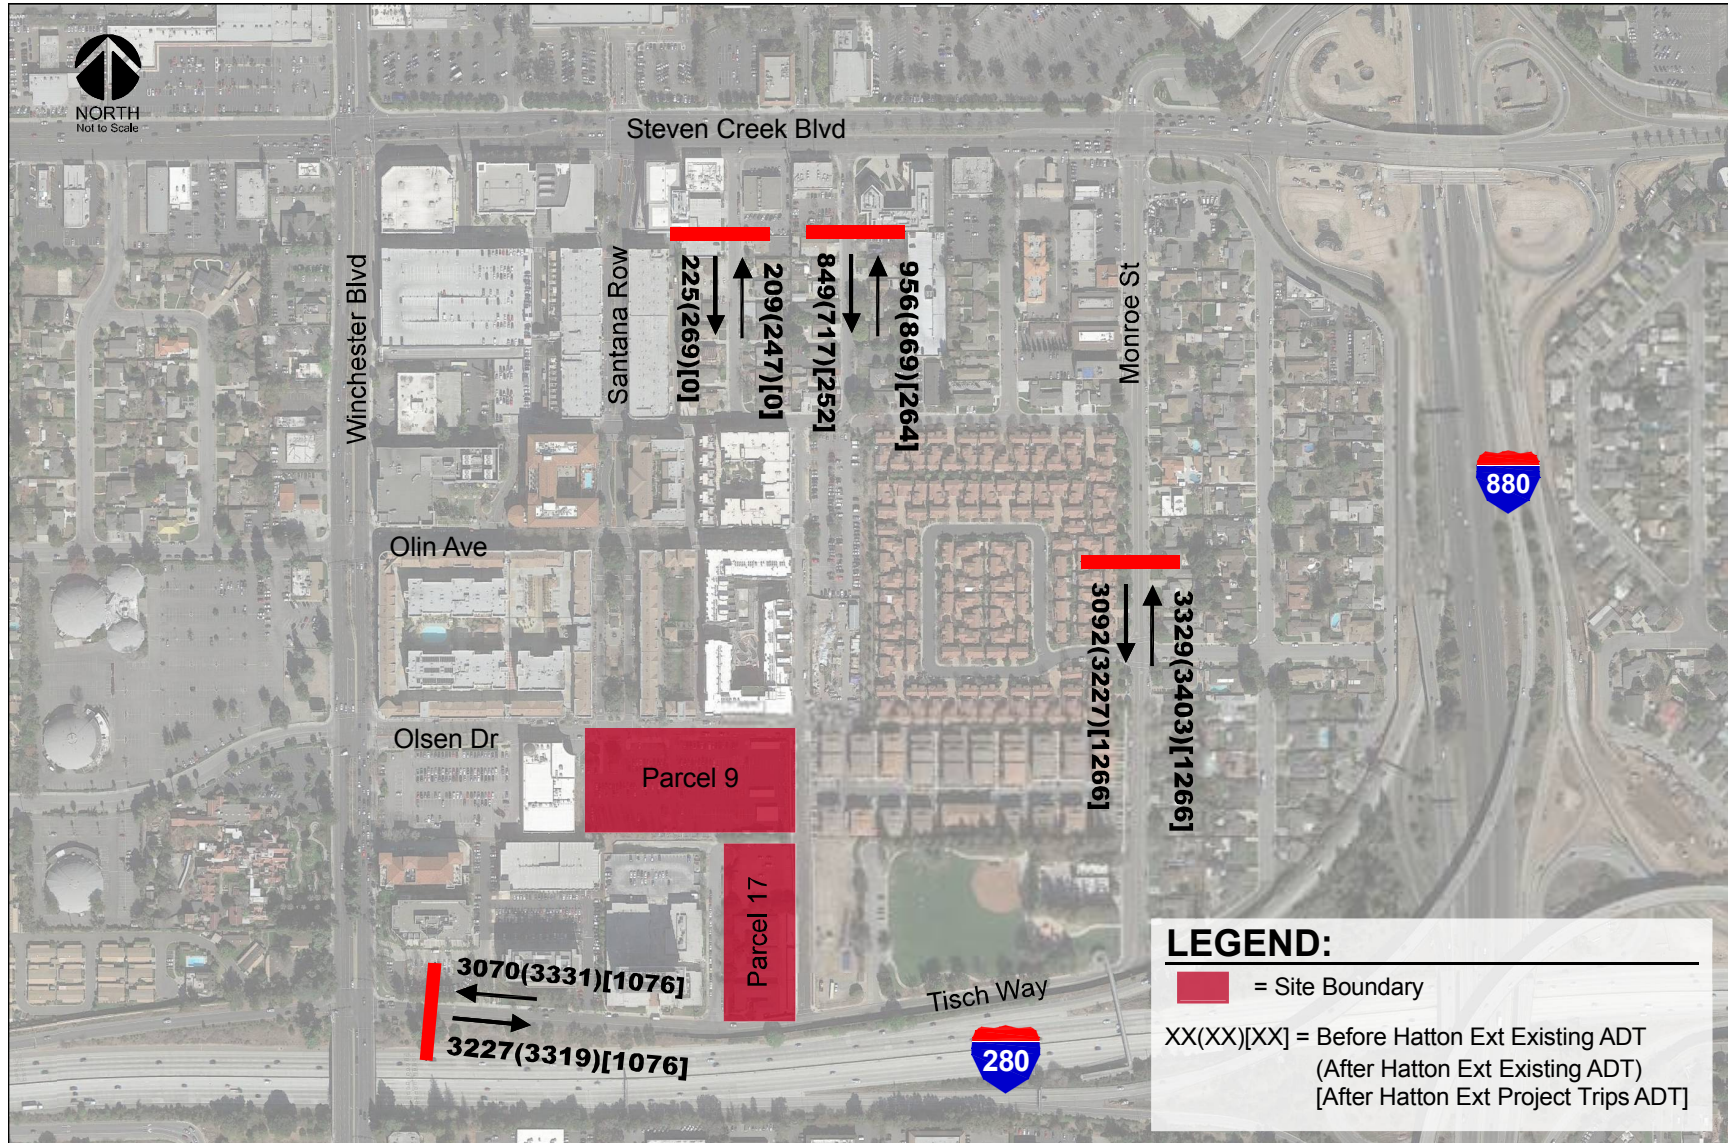 NORTH
Not to Scale
Steven Creek Blvd
Winchester Blvd
Santana Row
225(269)[0]
209(247)[0]
849(717)[252]
956(869)[264]
Monroe St
880
Olin Ave
3092(3227)[1266]
3329(3403)[1266]
Olsen Dr
Parcel 9
Parcel 17
3070(3331)[1076]
3227(3319)[1076]
Tisch Way
280
LEGEND:
= Site Boundary
XX(XX)[XX] = Before Hatton Ext Existing ADT
(After Hatton Ext Existing ADT)
[After Hatton Ext Project Trips ADT]